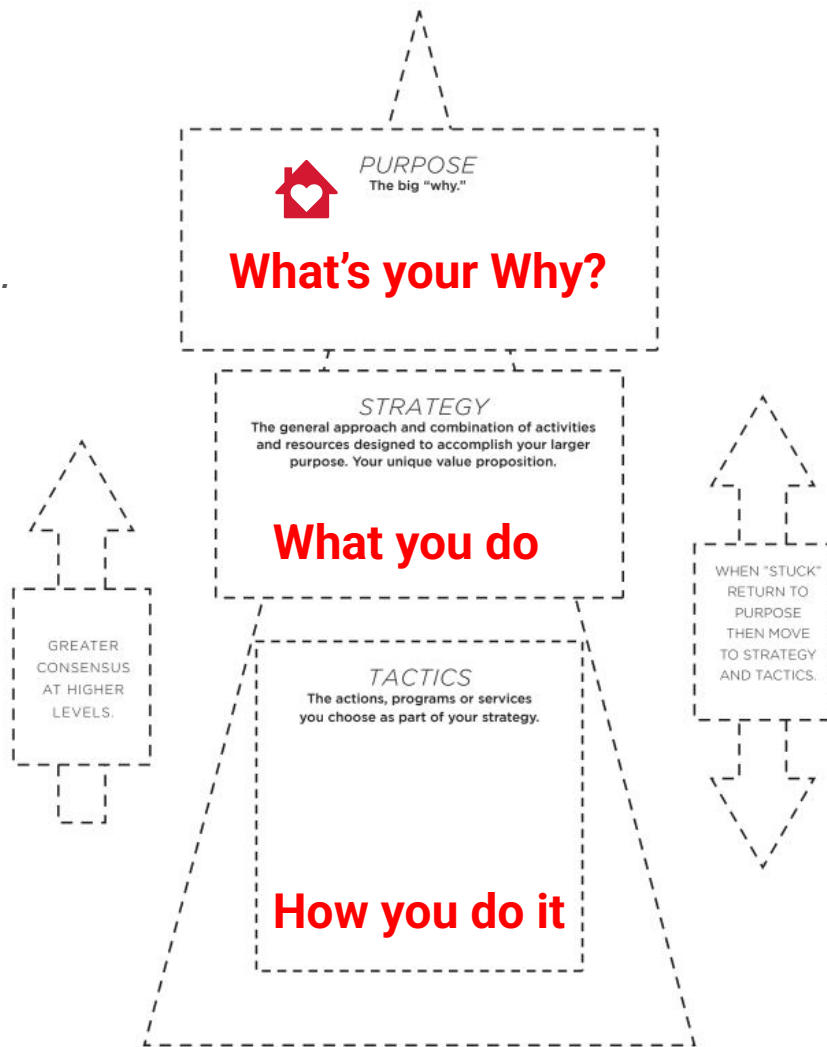 PURPOSE
The big “why.”
What’s your Why?
.
STRATEGY
The general approach and combination of activities
and resources designed to accomplish your larger
purpose. Your unique value proposition.
What you do
GREATER
CONSENSUS
AT HIGHER
LEVELS.
WHEN “STUCK”
RETURN TO
PURPOSE
THEN MOVE
TO STRATEGY
AND TACTICS.
TACTICS
The actions, programs or services
you choose as part of your strategy.
How you do it